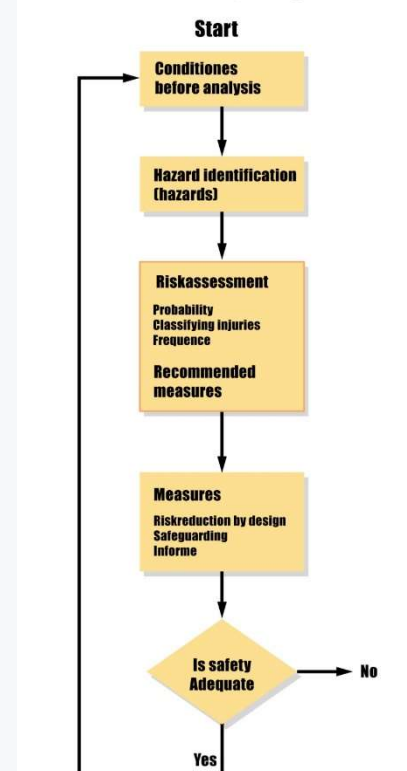 Start
Conditiones
before analysis
Hazard identification
(hazards)
Riskassessment
Probability
Classifying injuries
Frequence
Recommended
measures
Measures
Riskreduction by design
Safeguarding
Informe
Is safety
Adequate
No
Yes